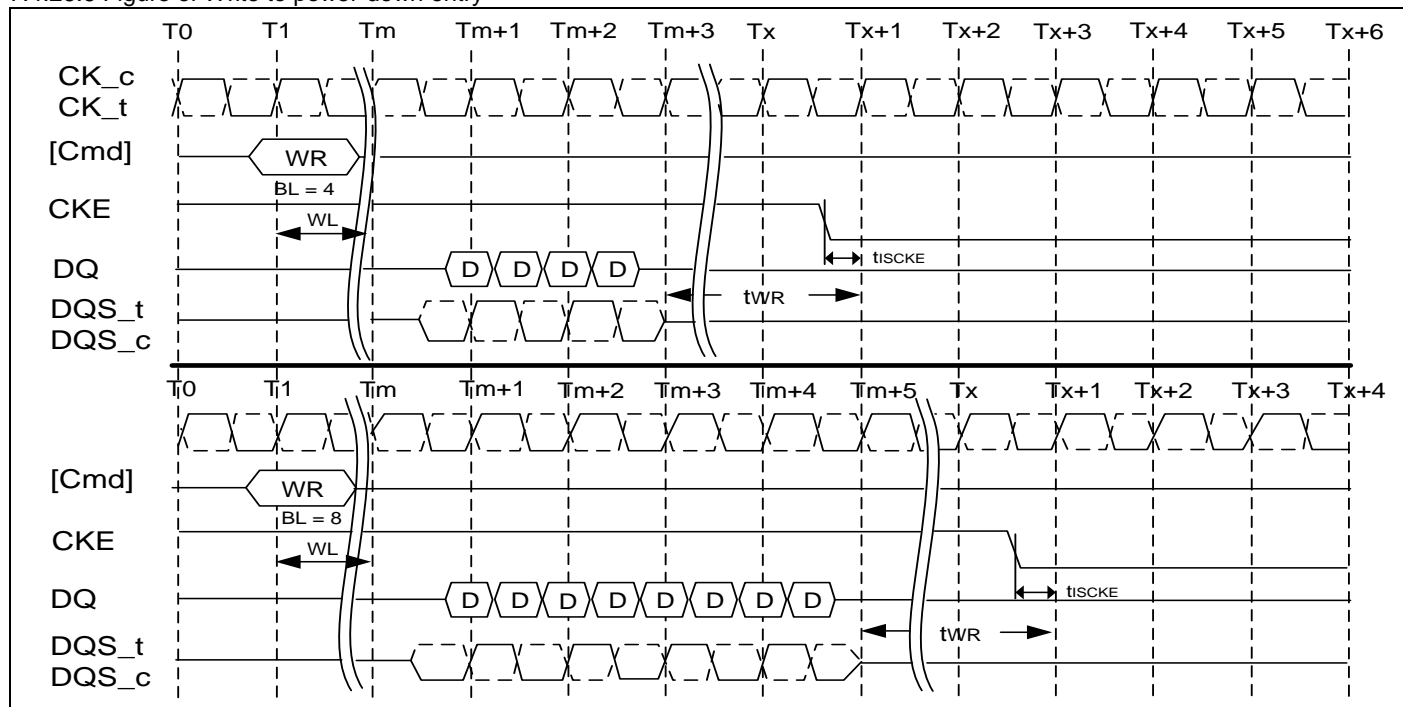 T0 T1 Tm Tm+1 Tm+2 Tm+3 Tx Tx+1 Tx+2 Tx+3 Tx+4 Tx+5 Tx+6
CK_c
CK_t
[Cmd] WR
BL = 4
CKE
WL
tISCKE
DQ D D D D
tWR
DQS_t
DQS_c
T0 T1 Tm Tm+1 Tm+2 Tm+3 Tm+4 Tm+5 Tx Tx+1 Tx+2 Tx+3 Tx+4
[Cmd] WR
BL = 8
CKE
WL
tISCKE
DQ D D D D D D D D
tWR
DQS_t
DQS_c